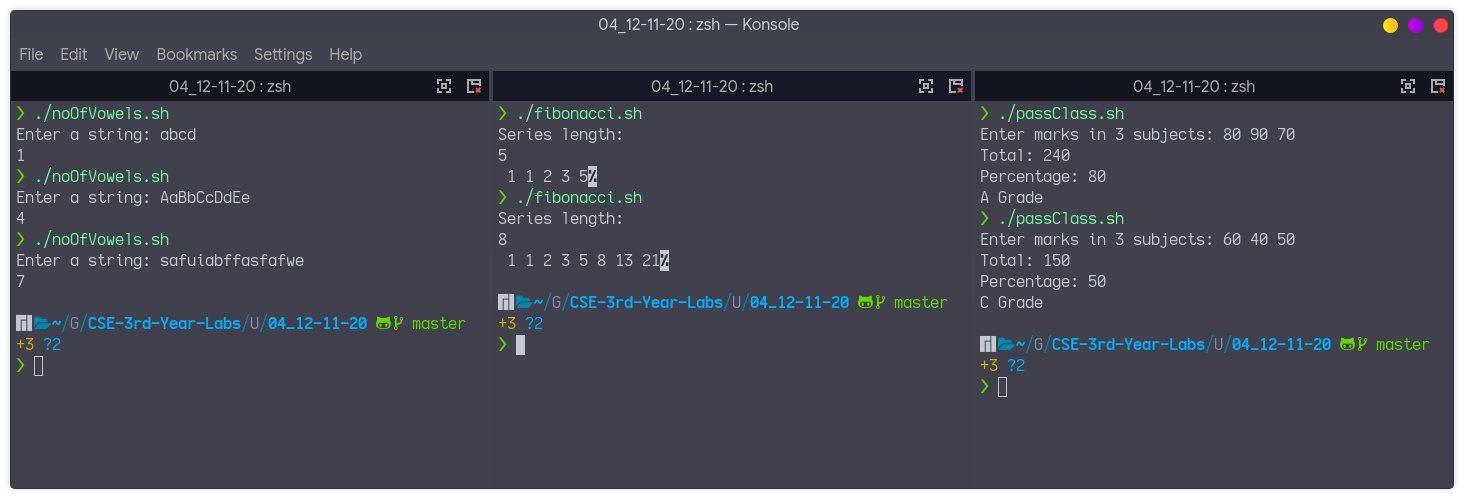 04_12-11-20 : zsh — Konsole
File Edit View Bookmarks Settings Help
04_12-11-20 : zsh
❯ ./noOfVowels.sh
Enter a string: abcd
1
❯ ./noOfVowels.sh
Enter a string: AaBbCcDdEe
4
❯ ./noOfVowels.sh
Enter a string: safuiabffasfafwe
7
~/G/CSE-3rd-Year-Labs/U/04_12-11-20 master
+3 ?2
❯
04_12-11-20 : zsh
❯ ./fibonacci.sh
Series length:
5
1 1 2 3 5%
❯ ./fibonacci.sh
Series length:
8
1 1 2 3 5 8 13 21%
~/G/CSE-3rd-Year-Labs/U/04_12-11-20 master
+3 ?2
❯
04_12-11-20 : zsh
❯ ./passClass.sh
Enter marks in 3 subjects: 80 90 70
Total: 240
Percentage: 80
A Grade
❯ ./passClass.sh
Enter marks in 3 subjects: 60 40 50
Total: 150
Percentage: 50
C Grade
~/G/CSE-3rd-Year-Labs/U/04_12-11-20 master
+3 ?2
❯